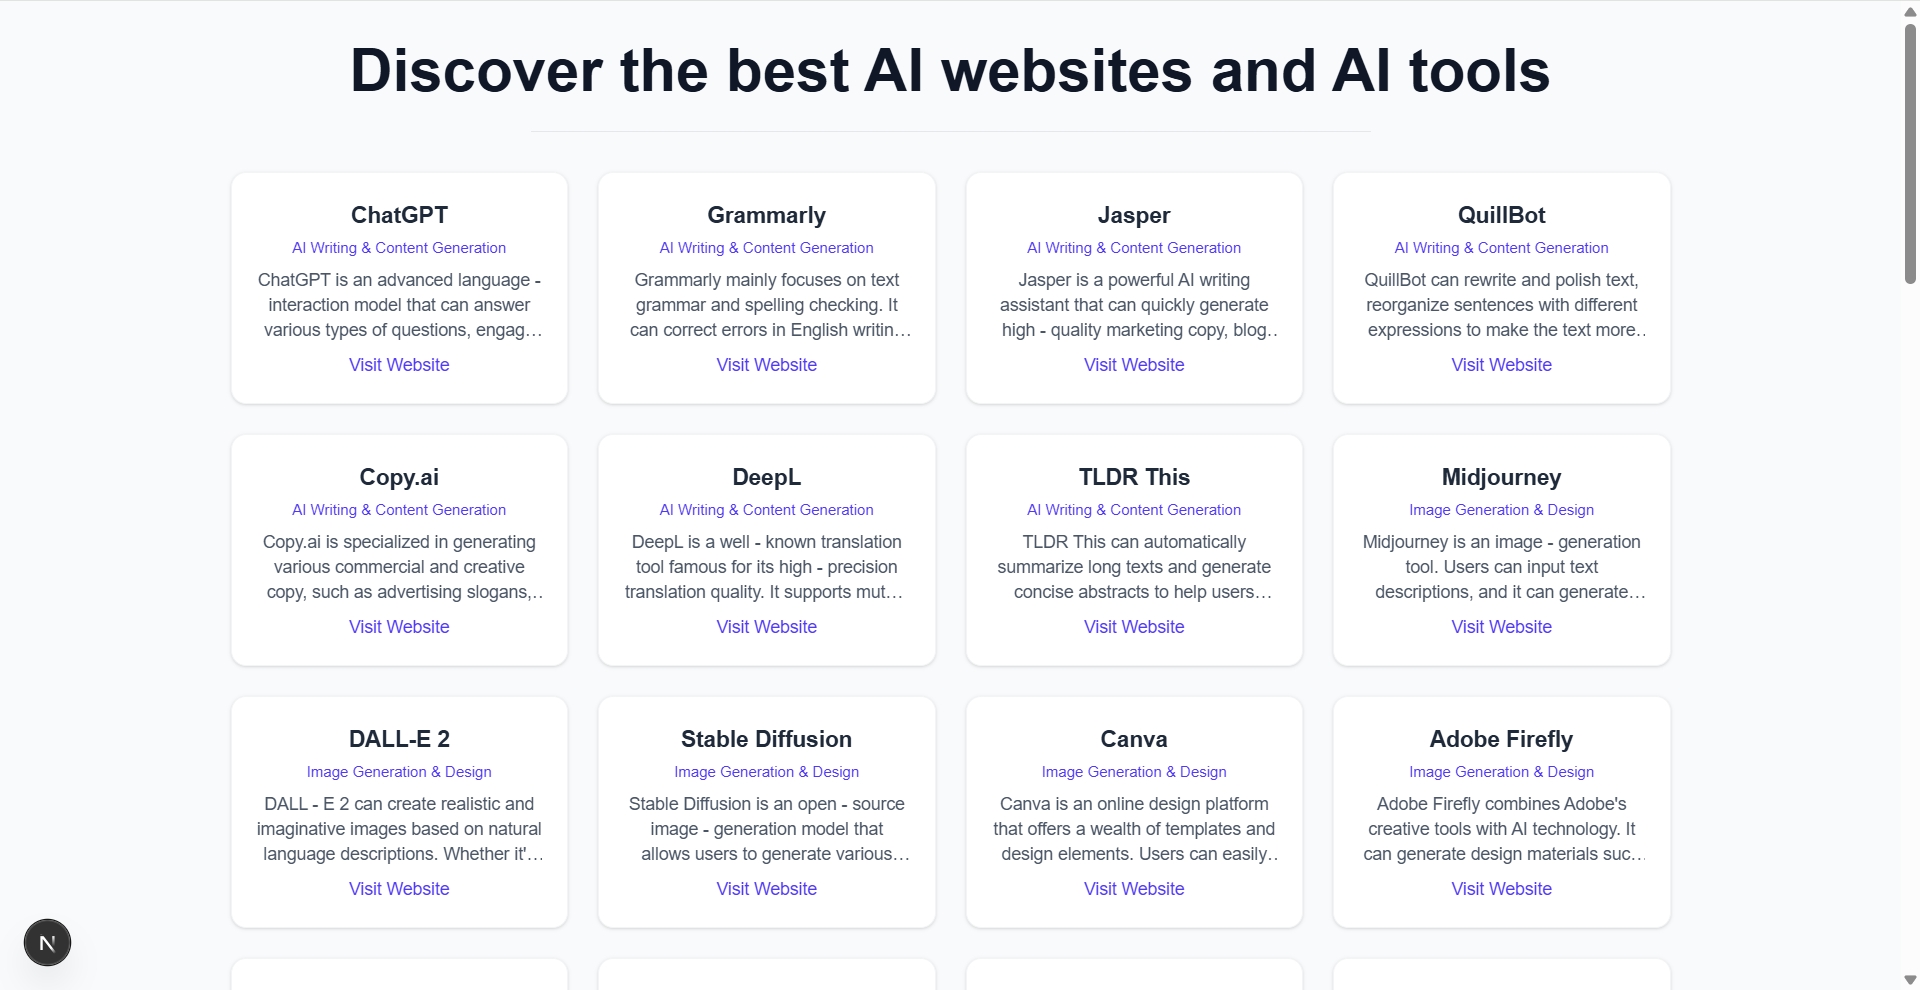 Discover the best AI websites and AI tools
ChatGPT
AI Writing & Content Generation
ChatGPT is an advanced language -
interaction model that can answer
various types of questions, engag…
Visit Website
Grammarly
AI Writing & Content Generation
Grammarly mainly focuses on text
grammar and spelling checking. It
can correct errors in English writin…
Visit Website
Jasper
AI Writing & Content Generation
Jasper is a powerful AI writing
assistant that can quickly generate
high - quality marketing copy, blog..
Visit Website
QuillBot
AI Writing & Content Generation
QuillBot can rewrite and polish text,
reorganize sentences with different
expressions to make the text more..
Visit Website
Copy.ai
AI Writing & Content Generation
Copy.ai is specialized in generating
various commercial and creative
copy, such as advertising slogans,..
Visit Website
DeepL
AI Writing & Content Generation
DeepL is a well - known translation
tool famous for its high - precision
translation quality. It supports mut…
Visit Website
TLDR This
AI Writing & Content Generation
TLDR This can automatically
summarize long texts and generate
concise abstracts to help users…
Visit Website
Midjourney
Image Generation & Design
Midjourney is an image - generation
tool. Users can input text
descriptions, and it can generate…
Visit Website
DALL-E 2
Image Generation & Design
DALL - E 2 can create realistic and
imaginative images based on natural
language descriptions. Whether it'…
Visit Website
Stable Diffusion
Image Generation & Design
Stable Diffusion is an open - source
image - generation model that
allows users to generate various…
Visit Website
Canva
Image Generation & Design
Canva is an online design platform
that offers a wealth of templates and
design elements. Users can easily..
Visit Website
Adobe Firefly
Image Generation & Design
Adobe Firefly combines Adobe's
creative tools with AI technology. It
can generate design materials suc…
Visit Website
N